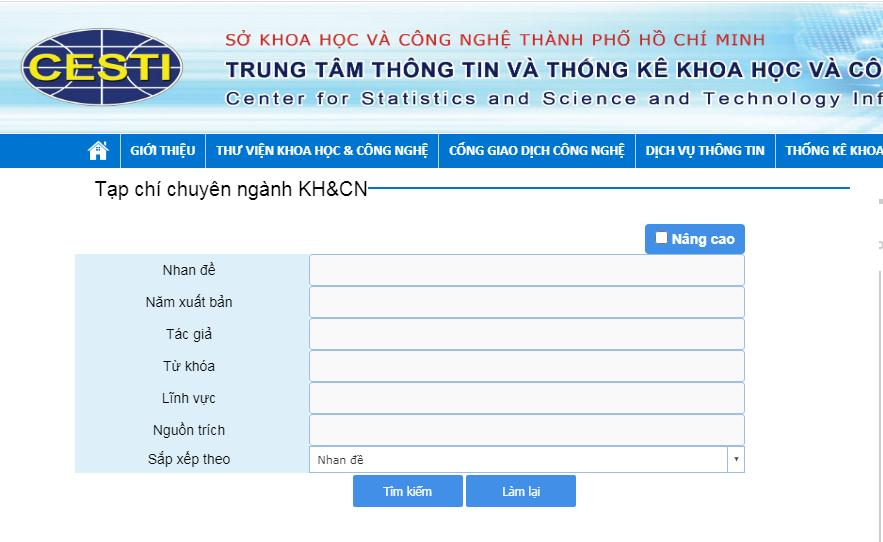 CESTI
SỞ KHOA HỌC VÀ CÔNG NGHỆ THÀNH PHỐ HỒ CHÍ MINH
TRUNG TÂM THÔNG TIN VÀ THỐNG KÊ KHOA HỌC VÀ CÔ
Center for Statistics and Science and Technology Inf
GIỚI THIỆU THƯ VIỆN KHOA HỌC & CÔNG NGHỆ CỔNG GIAO DỊCH CÔNG NGHỆ DỊCH VỤ THÔNG TIN THỐNG KÊ KHOA
Tạp chí chuyên ngành KH&CN
Nâng cao
Nhan đề
Năm xuất bản
Tác giả
Từ khóa
Lĩnh vực
Nguồn trích
Sắp xếp theo Nhan đề
Tìm kiếm Làm lại